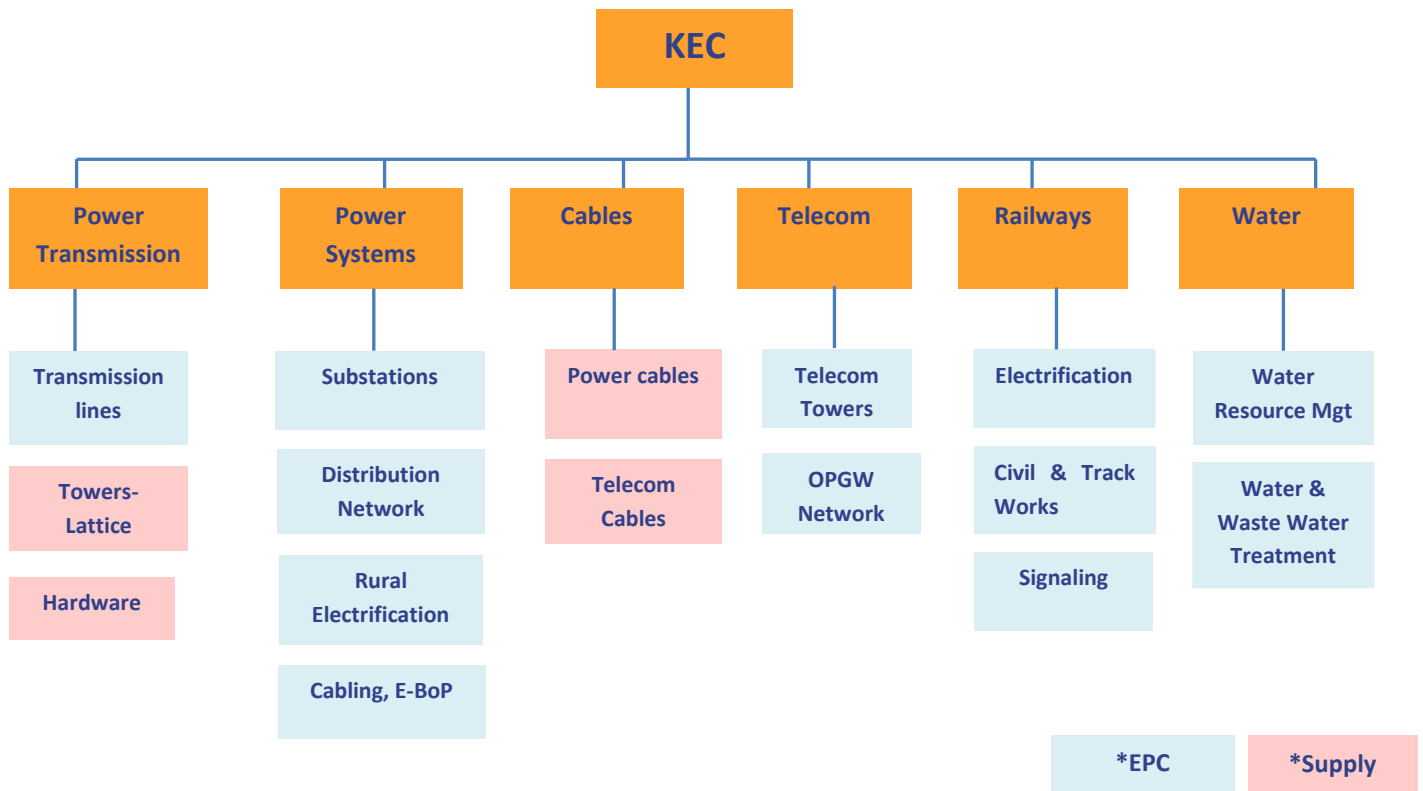 KEC
Power
Transmission
Power
Systems
Cables
Telecom
Railways
Water
Transmission
lines
Towers-
Lattice
Hardware
Substations
Distribution
Network
Rural
Electrification
Cabling, E-BoP
Power cables
Telecom
Cables
Telecom
Towers
OPGW
Network
Electrification
Civil & Track
Works
Signaling
Water
Resource Mgt
Water &
Waste Water
Treatment
*EPC
*Supply